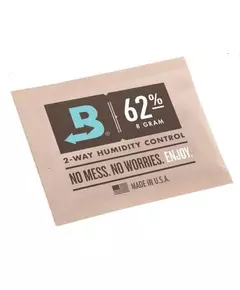 B 62%
8 GRAM
2-WAY HUMIDITY CONTROL
NO MESS. NO WORRIES. ENJOY.
MADE IN U.S.A.